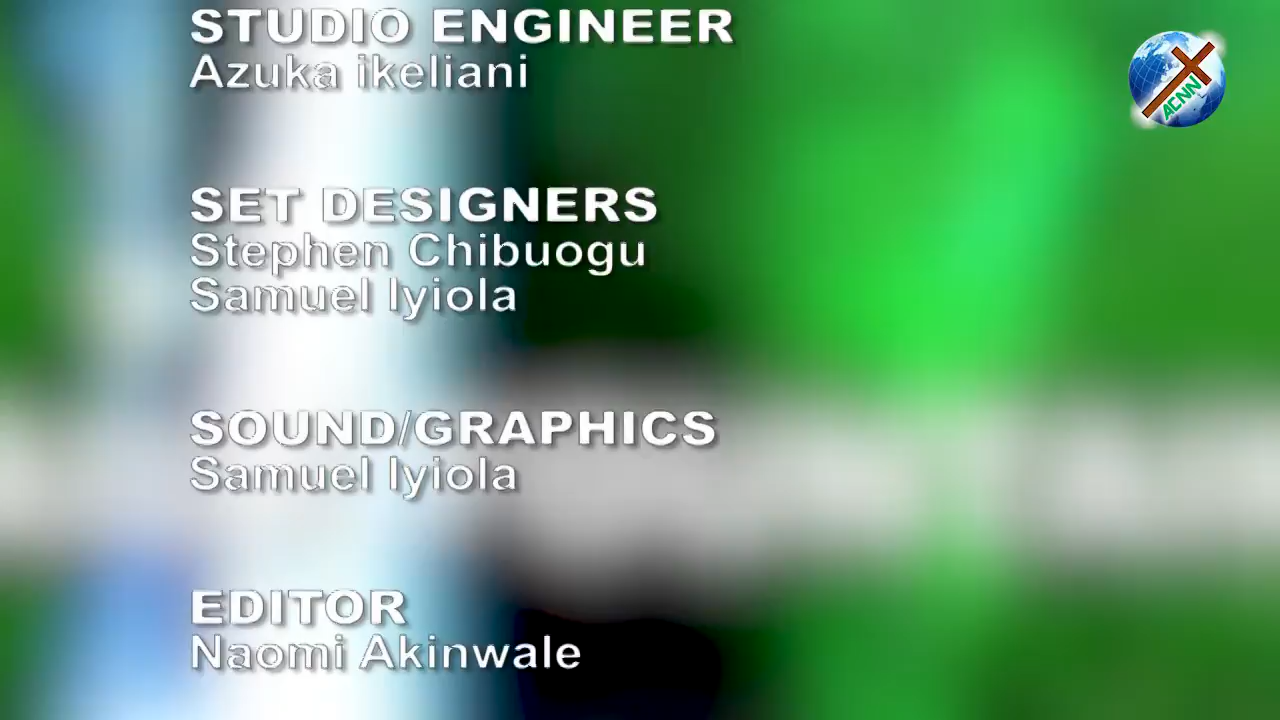 STUDIO ENGINEER
Azuka ikeliani
ACNN
SET DESIGNERS
Stephen Chibuogu
Samuel Iyiola
SOUND/GRAPHICS
Samuel Iyiola
EDITOR
Naomi Akinwale